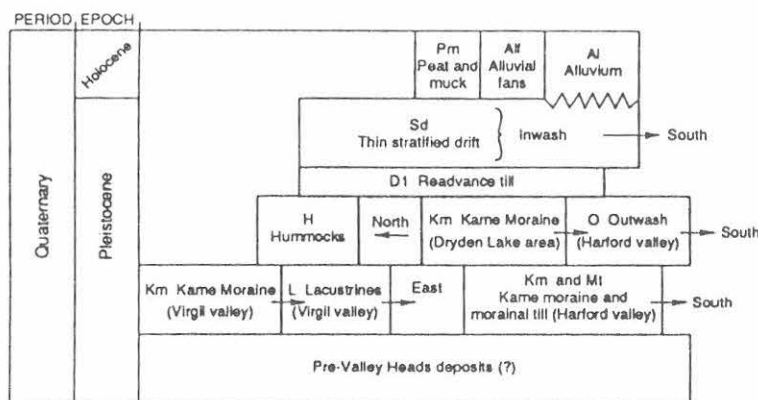 PERIOD EPOCH
Quaternary
Holocene
Pleistocene
Pm
Peat and
muck
Alf
Alluvial
fans
Al
Alluvium
Sd
Thin stratified drift
Inwash
South
D1 Readvance till
H
Hummocks
North
Km Kame Moraine
(Dryden Lake area)
O Outwash
(Harford valley)
South
Km Kame Moraine
(Virgil valley)
L Lacustrines
(Virgil valley)
East
Km and Mt
Kame moraine and
morainal till (Harford valley)
South
Pre-Valley Heads deposits (?)